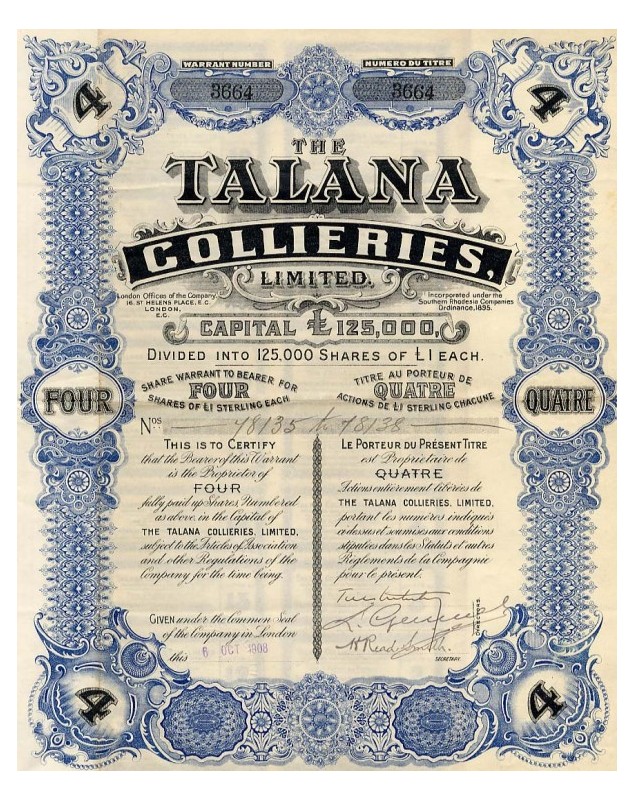 4
WARRANT NUMBER
3664
NUMERO DU TITRE
3664
4
THE
TALANA
COLLIERIES,
LIMITED.
London Offices of the Company
16, ST HELENS PLACE, E.C.
LONDON,
E.C.
Incorporated under the
Southern Rhodesie Companies
Ordinance, 1895.
CAPITAL £125,000,
DIVIDED INTO 125,000 SHARES OF £1 EACH.
SHARE WARRANT TO BEARER FOR
FOUR
SHARES OF £1 STERLING EACH
TITRE AU PORTEUR DE
QUATRE
ACTIONS DE £1 STERLING CHACUNE
FOUR
QUATRE
Nos 48135 to 48138
THIS IS TO CERTIFY
that the Bearer of this Warrant
is the Proprietor of
FOUR
fully paid up Shares Numbered
as above, in the Capital of
THE TALANA COLLIERIES, LIMITED,
subject to the Articles of Association
and other Regulations of the
Company for the time being.
GIVEN under the Common Seal
of the Company in London
this 6 OCT 1908
LE PORTEUR DU PRÉSENT TITRE
est Propriétaire de
QUATRE
Actions entièrement libérées de
THE TALANA COLLIERIES, LIMITED,
portant les numéros indiqués
ci-dessus et soumises aux conditions
stipulées dans les Statuts et autres
Règlements de la Compagnie
pour le présent.
DIRECTORS
H Reade Smith.
SECRETARY
4
4